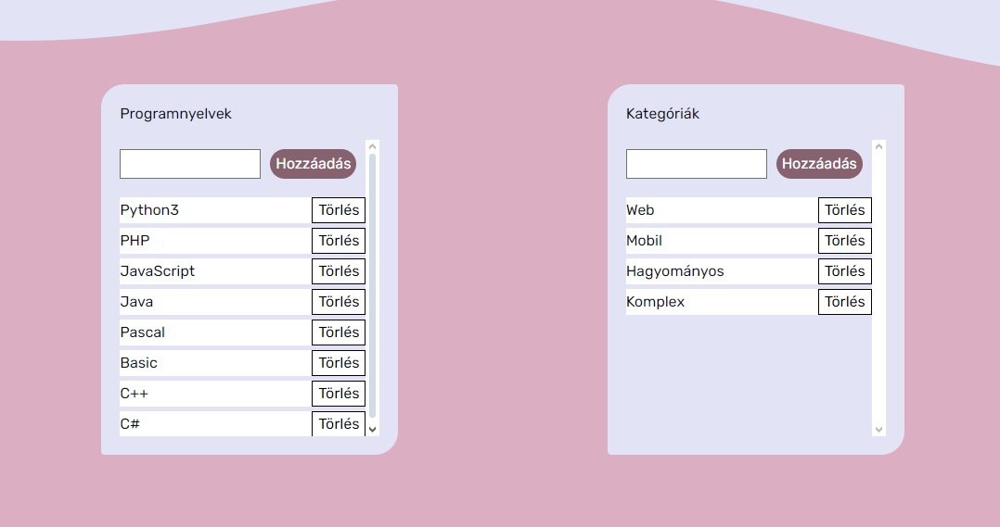 Programnyelvek
Hozzáadás
Python3 Törlés
PHP Törlés
JavaScript Törlés
Java Törlés
Pascal Törlés
Basic Törlés
C++ Törlés
C# Törlés
Kategóriák
Hozzáadás
Web Törlés
Mobil Törlés
Hagyományos Törlés
Komplex Törlés